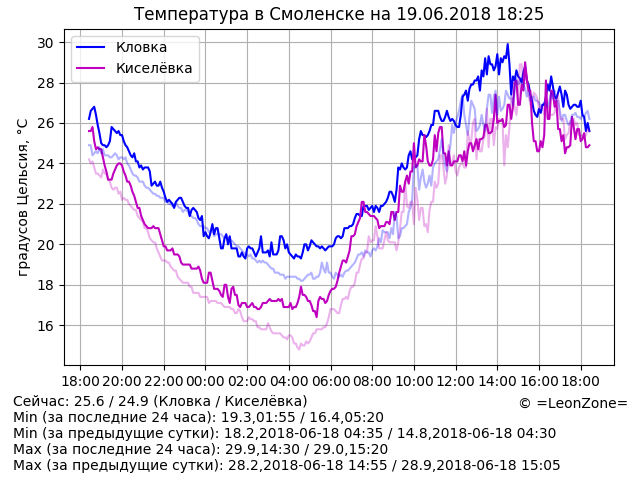 Температура в Смоленске на 19.06.2018 18:25
Кловка
Киселёвка
градусов Цельсия, °C
30
28
26
24
22
20
18
16
18:00 20:00 22:00 00:00 02:00 04:00 06:00 08:00 10:00 12:00 14:00 16:00 18:00
Сейчас: 25.6 / 24.9 (Кловка / Киселёвка)
© =LeonZone=
Min (за последние 24 часа): 19.3,01:55 / 16.4,05:20
Min (за предыдущие сутки): 18.2,2018-06-18 04:35 / 14.8,2018-06-18 04:30
Max (за последние 24 часа): 29.9,14:30 / 29.0,15:20
Max (за предыдущие сутки): 28.2,2018-06-18 14:55 / 28.9,2018-06-18 15:05